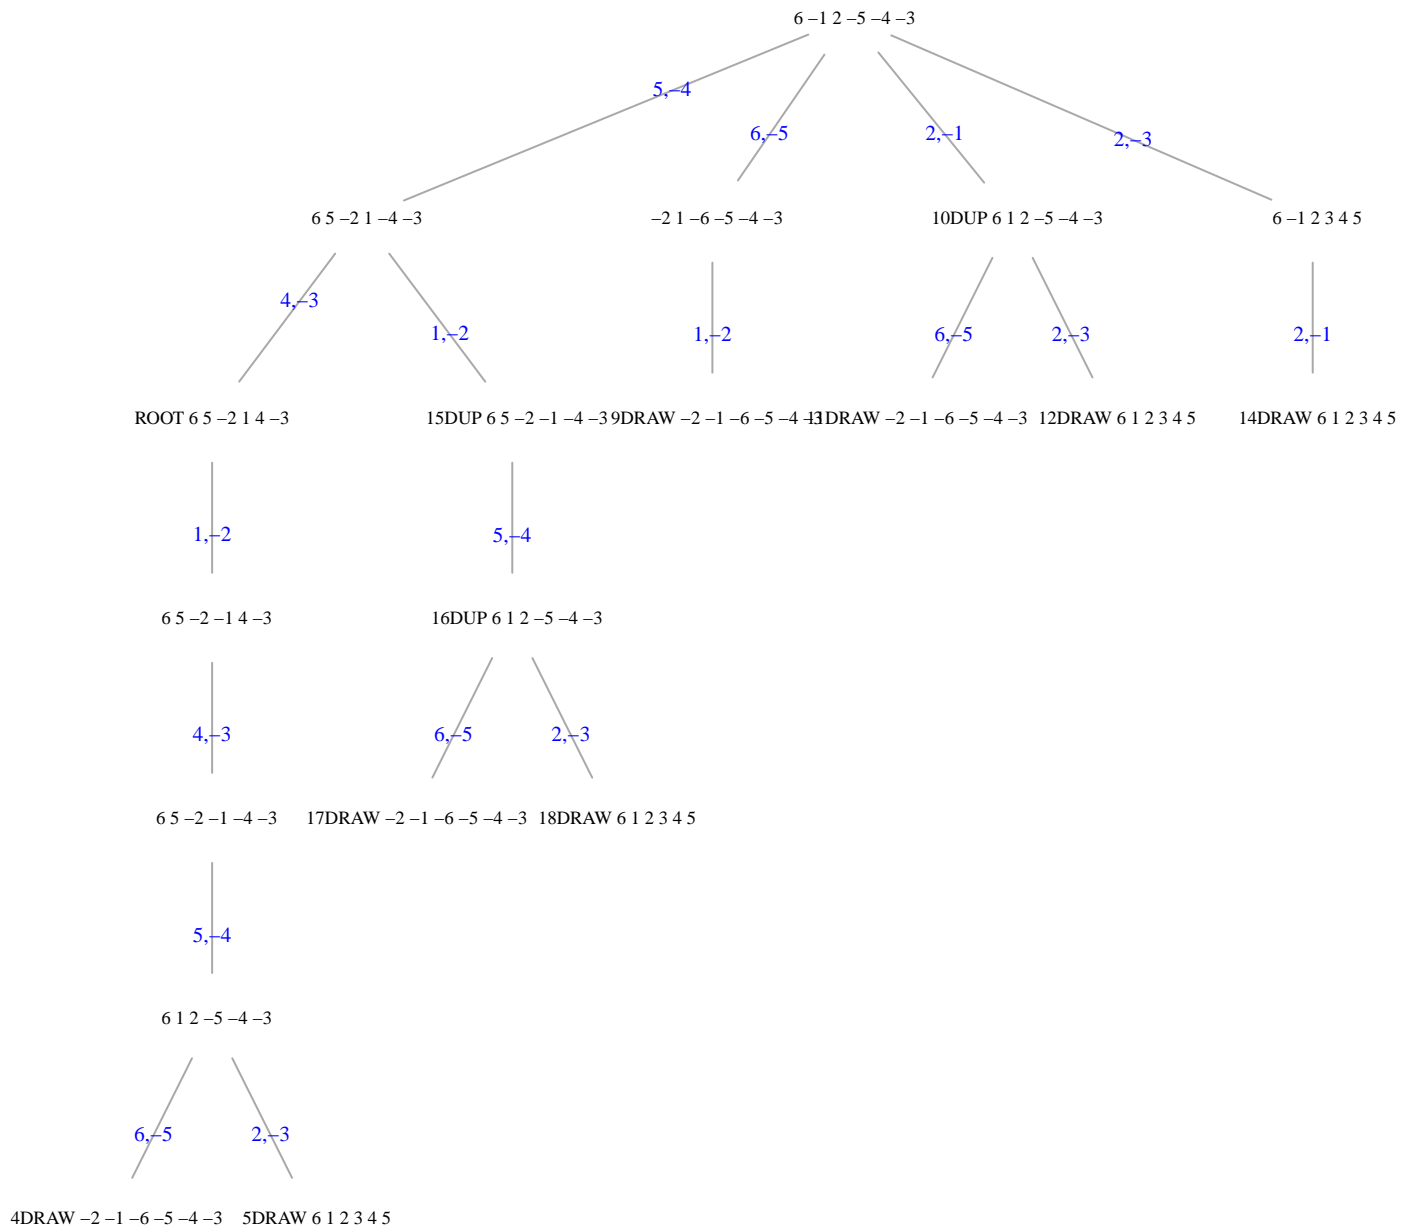 6 –1 2 –5 –4 –3
5,–4
6,–5
2,–1
2,–3
6 5 –2 1 –4 –3
–2 1 –6 –5 –4 –3
10DUP 6 1 2 –5 –4 –3
6 –1 2 3 4 5
4,–3
1,–2
1,–2
6,–5
2,–3
2,–1
ROOT 6 5 –2 1 4 –3
15DUP 6 5 –2 –1 –4 –3
9DRAW –2 –1 –6 –5 –4 –3
11DRAW –2 –1 –6 –5 –4 –3
12DRAW 6 1 2 3 4 5
14DRAW 6 1 2 3 4 5
1,–2
5,–4
6 5 –2 –1 4 –3
16DUP 6 1 2 –5 –4 –3
4,–3
6,–5
2,–3
6 5 –2 –1 –4 –3
17DRAW –2 –1 –6 –5 –4 –3
18DRAW 6 1 2 3 4 5
5,–4
6 1 2 –5 –4 –3
6,–5
2,–3
4DRAW –2 –1 –6 –5 –4 –3
5DRAW 6 1 2 3 4 5